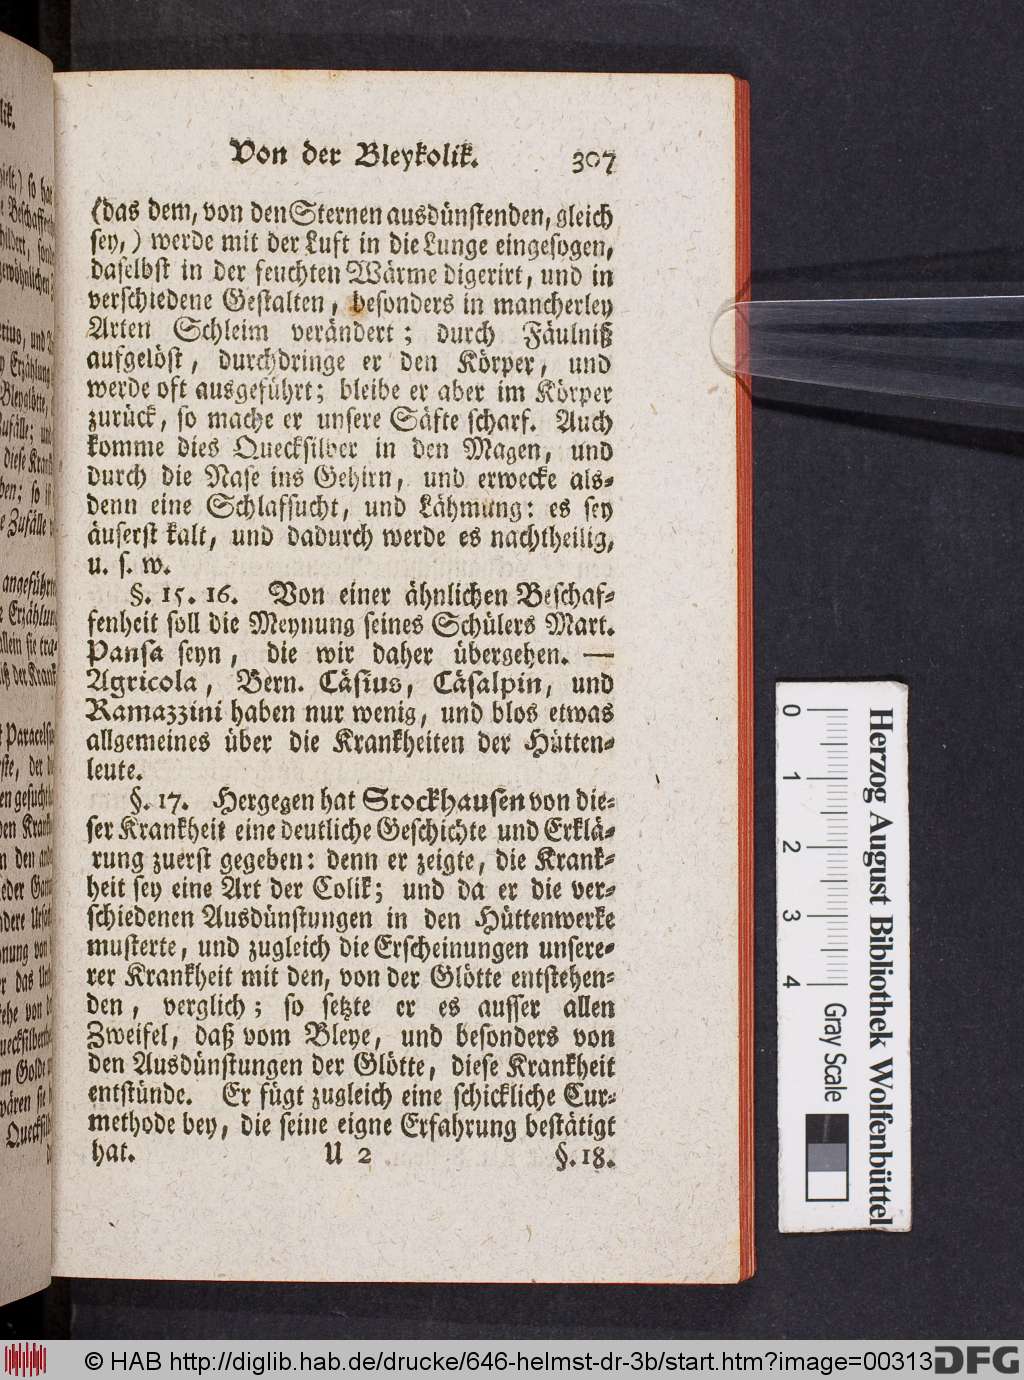 Von der Bleykolik. 307
(das dem, von den Sternen ausdünstenden, gleich
sey,) werde mit der Luft in die Lunge eingesogen,
daselbst in der feuchten Wärme digerirt, und in
verschiedene Gestalten, besonders in mancherley
Arten Schleim verändert; durch Fäulniß
aufgelöst, durchdringe er den Körper, und
werde oft ausgeführt; bleibe er aber im Körper
zurück, so mache er unsere Säfte scharf. Auch
komme dies Quecksilber in den Magen, und
durch die Nase ins Gehirn, und erwecke als-
denn eine Schlafsucht, und Lähmung: es sey
äuserst kalt, und dadurch werde es nachtheilig,
u. s. w.
§. 15. 16. Von einer ähnlichen Beschaf-
fenheit soll die Meynung seines Schülers Mart.
Pansa seyn, die wir daher übergehen. —
Agricola, Bern. Cäsius, Cäsalpin, und
Ramazzini haben nur wenig, und blos etwas
allgemeines über die Krankheiten der Hütten-
leute.
§. 17. Hergegen hat Stockhausen von die-
ser Krankheit eine deutliche Geschichte und Erklä-
rung zuerst gegeben: denn er zeigte, die Krank-
heit sey eine Art der Colik; und da er die ver-
schiedenen Ausdünstungen in den Hüttenwerke
musterte, und zugleich die Erscheinungen unsere-
rer Krankheit mit den, von der Glötte entstehen-
den, verglich; so setzte er es ausser allen
Zweifel, daß vom Bleye, und besonders von
den Ausdünstungen der Glötte, diese Krankheit
entstünde. Er fügt zugleich eine schickliche Cur-
methode bey, die seine eigne Erfahrung bestätigt
hat. U 2 §. 18.
0 1 2 3 4 Gray Scale
Herzog August Bibliothek Wolfenbüttel
© HAB http://diglib.hab.de/drucke/646-helmst-dr-3b/start.htm?image=00313
DFG